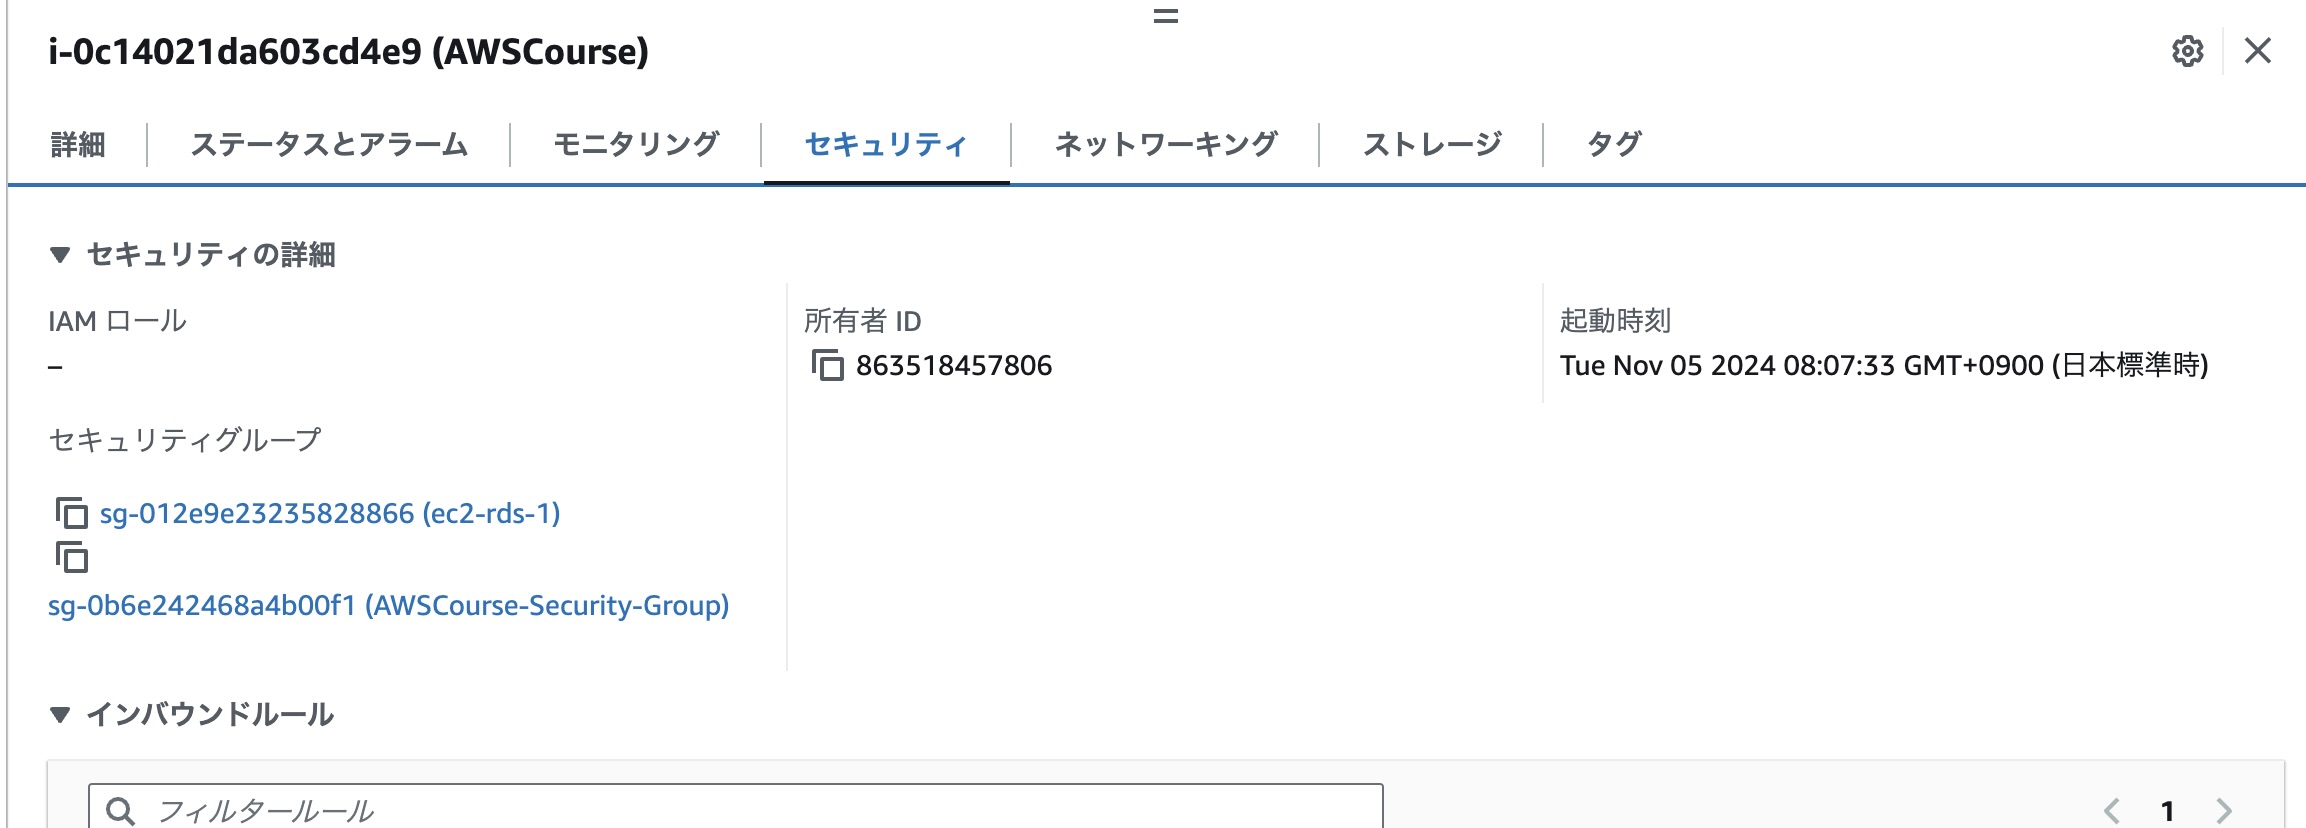 i-0c14021da603cd4e9 (AWSCourse)
詳細 ステータスとアラーム モニタリング セキュリティ ネットワーキング ストレージ タグ
セキュリティの詳細
IAM ロール
–
所有者 ID
863518457806
起動時刻
Tue Nov 05 2024 08:07:33 GMT+0900 (日本標準時)
セキュリティグループ
sg-012e9e23235828866 (ec2-rds-1)
sg-0b6e242468a4b00f1 (AWSCourse-Security-Group)
インバウンドルール
フィルタールール
1